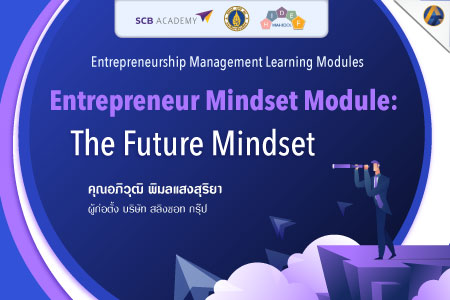 SCB ACADEMY
Entrepreneurship Management Learning Modules
Entrepreneur Mindset Module:
The Future Mindset
คุณอภิวุฒิ พิมลแสงสุริยา
ผู้ก่อตั้ง บริษัท สลิงชอท กรุ๊ป